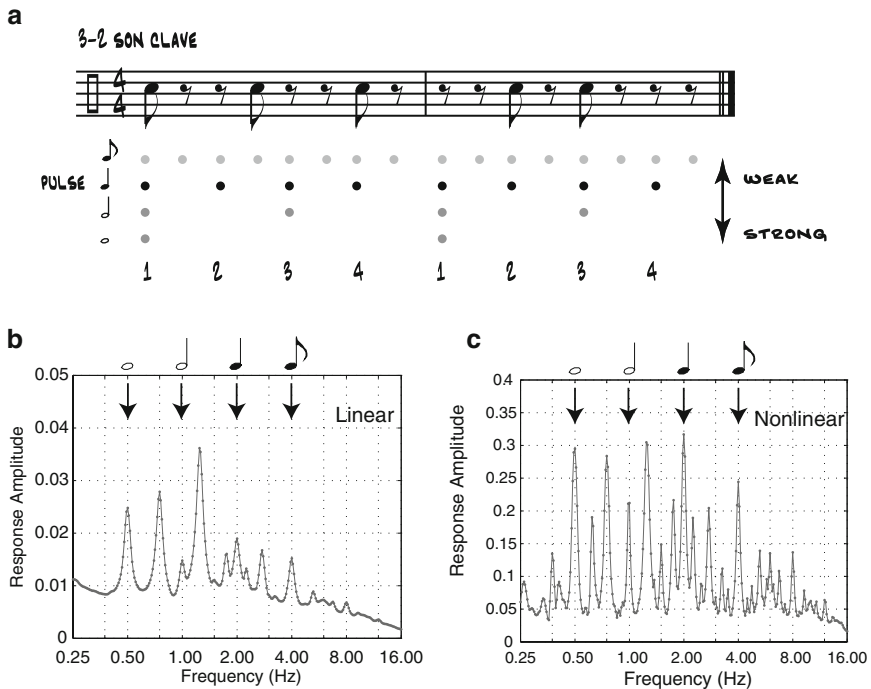 a
3-2 SON CLAVE
4
4
PULSE
WEAK
STRONG
1 2 3 4 1 2 3 4
b
Linear
Response Amplitude
0.05
0.04
0.03
0.02
0.01
0
0.25 0.50 1.00 2.00 4.00 8.00 16.00
Frequency (Hz)
c
Nonlinear
Response Amplitude
0.4
0.35
0.3
0.25
0.2
0.15
0.1
0.05
0
0.25 0.50 1.00 2.00 4.00 8.00 16.00
Frequency (Hz)